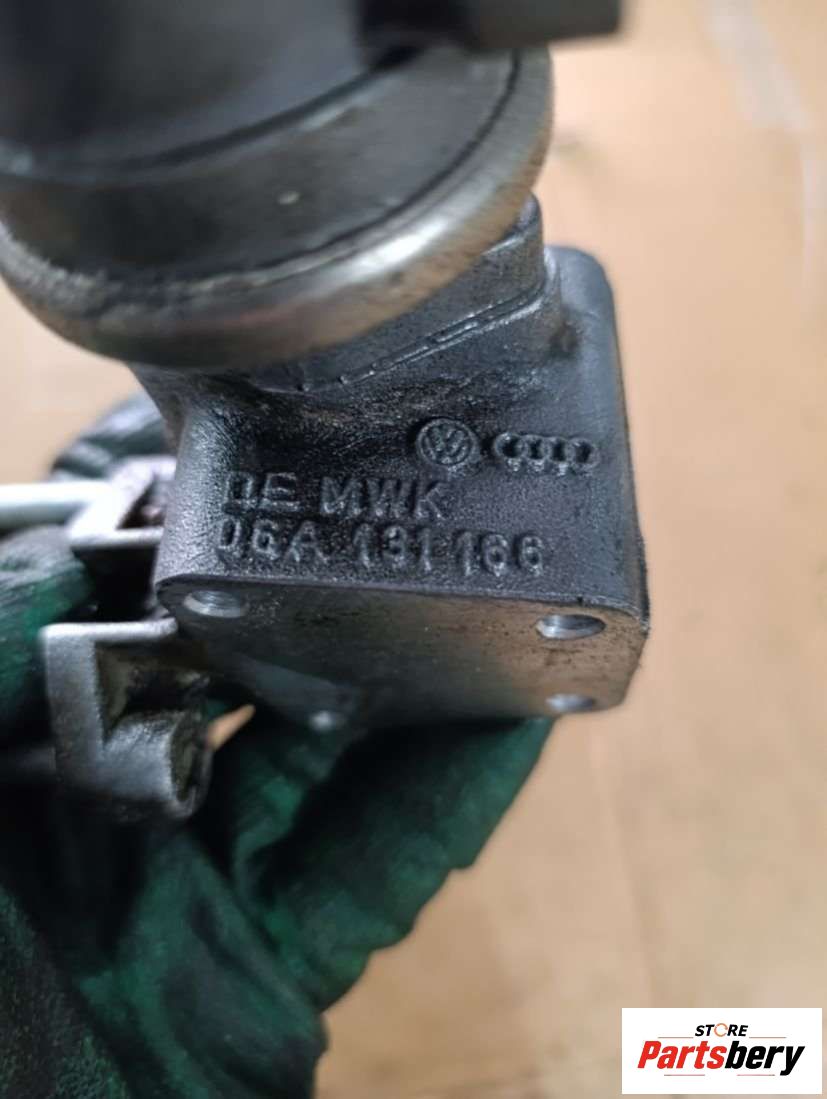 DE MWK
06A 131 166
STORE
Partsbery